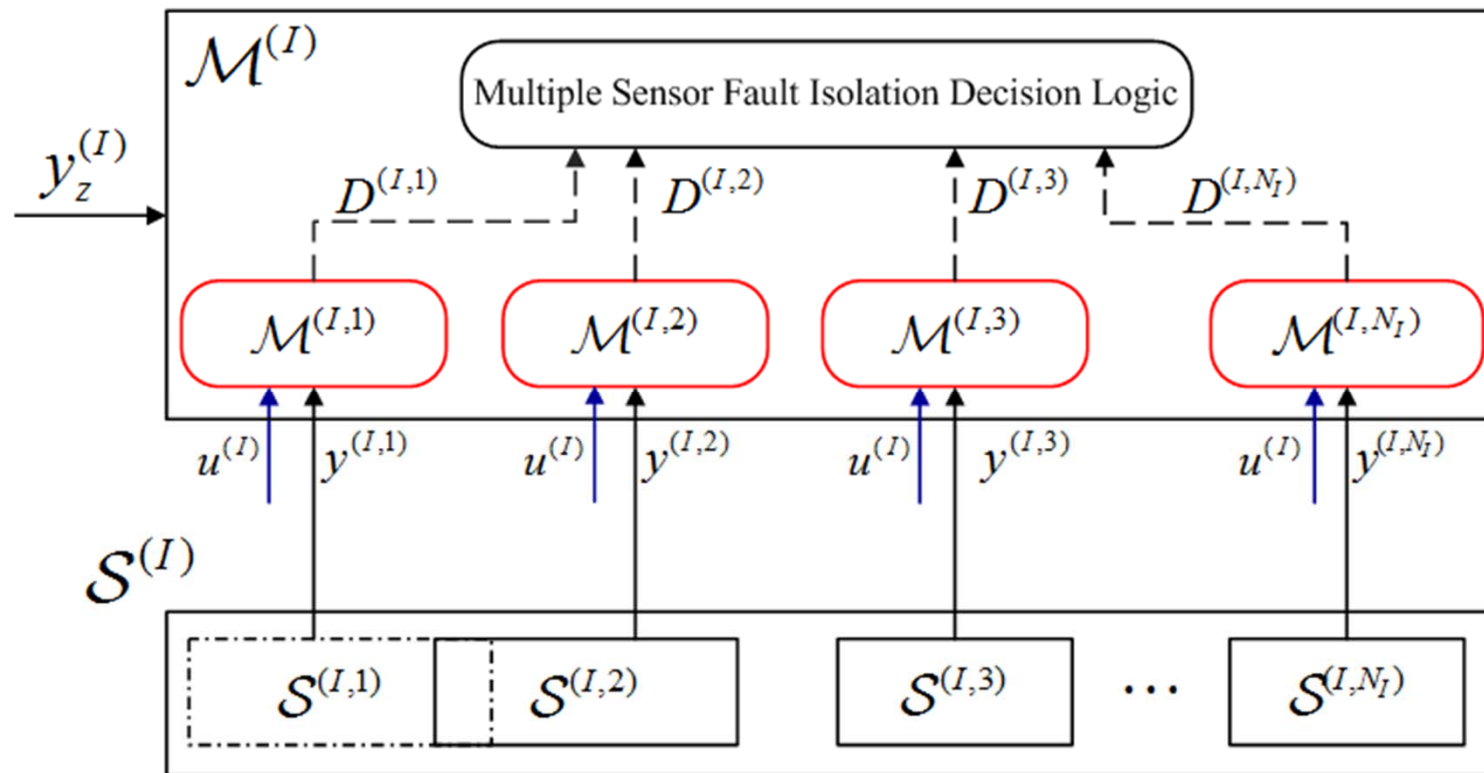 ℳ^(I)
Multiple Sensor Fault Isolation Decision Logic
y_z^(I)
D^(I,1) D^(I,2) D^(I,3) D^(I,N_I)
ℳ^(I,1) ℳ^(I,2) ℳ^(I,3) ℳ^(I,N_I)
u^(I) y^(I,1) u^(I) y^(I,2) u^(I) y^(I,3) u^(I) y^(I,N_I)
𝒮^(I)
𝒮^(I,1) 𝒮^(I,2) 𝒮^(I,3) ⋯ 𝒮^(I,N_I)